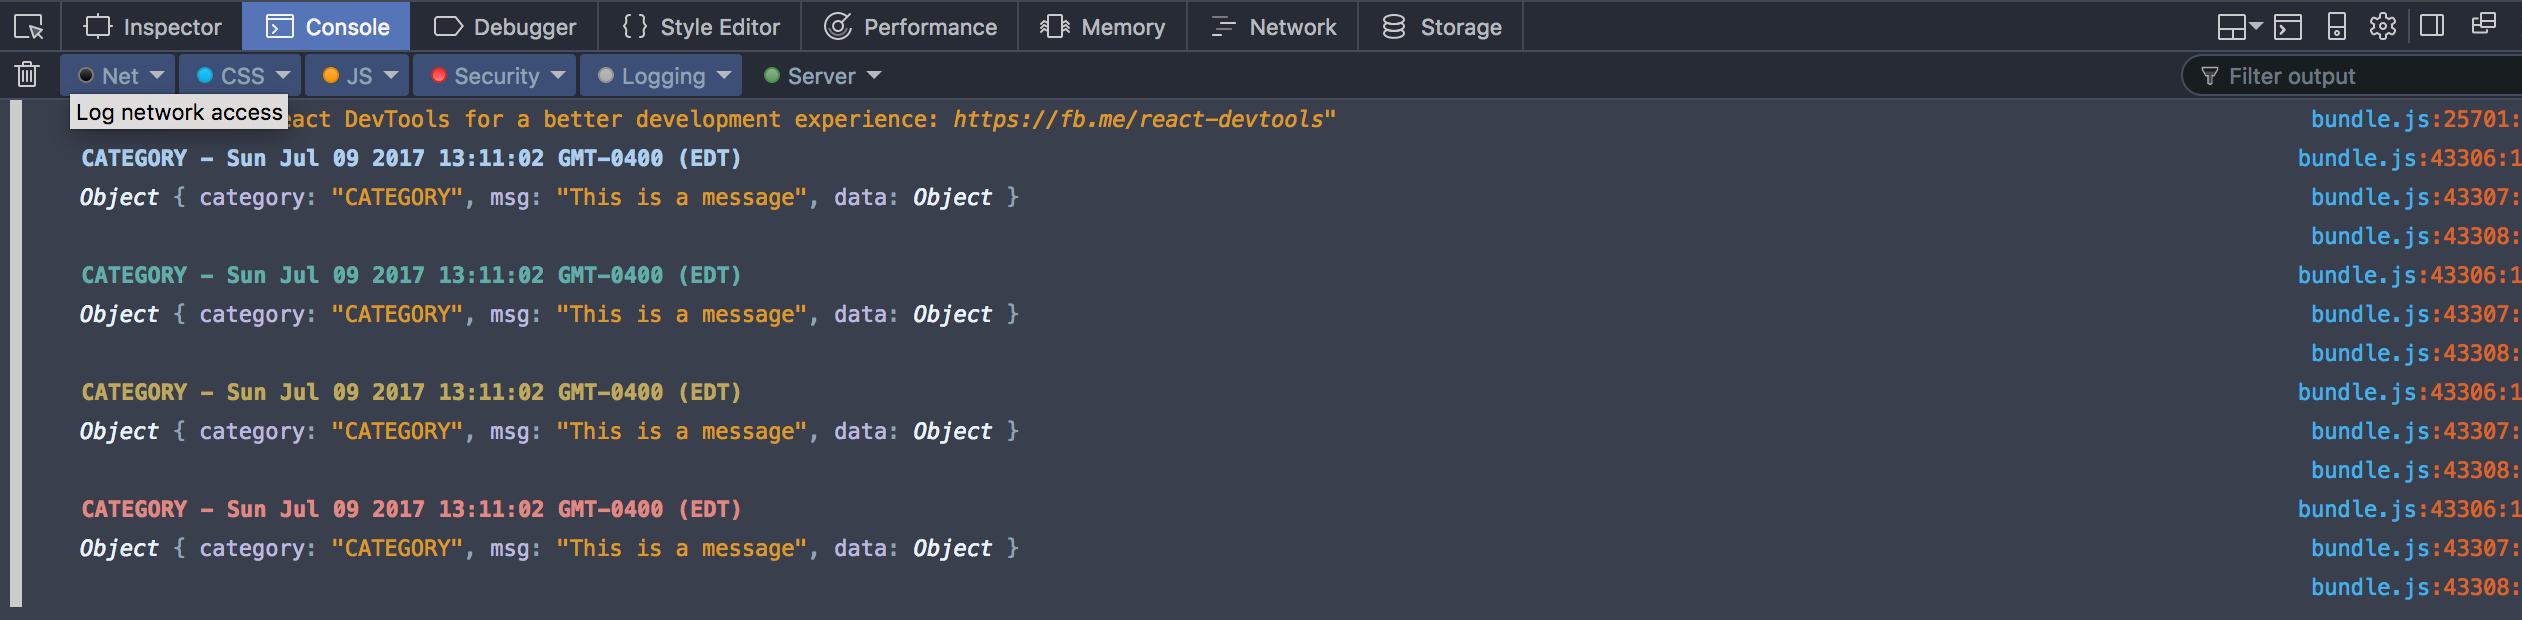 Inspector Console Debugger {} Style Editor Performance Memory Network Storage
Net CSS JS Security Logging Server Filter output
Log network access
eact DevTools for a better development experience: https://fb.me/react-devtools" bundle.js:25701:
CATEGORY - Sun Jul 09 2017 13:11:02 GMT-0400 (EDT) bundle.js:43306:1
Object { category: "CATEGORY", msg: "This is a message", data: Object } bundle.js:43307:
bundle.js:43308:
CATEGORY - Sun Jul 09 2017 13:11:02 GMT-0400 (EDT) bundle.js:43306:1
Object { category: "CATEGORY", msg: "This is a message", data: Object } bundle.js:43307:
bundle.js:43308:
CATEGORY - Sun Jul 09 2017 13:11:02 GMT-0400 (EDT) bundle.js:43306:1
Object { category: "CATEGORY", msg: "This is a message", data: Object } bundle.js:43307:
bundle.js:43308:
CATEGORY - Sun Jul 09 2017 13:11:02 GMT-0400 (EDT) bundle.js:43306:1
Object { category: "CATEGORY", msg: "This is a message", data: Object } bundle.js:43307:
bundle.js:43308: